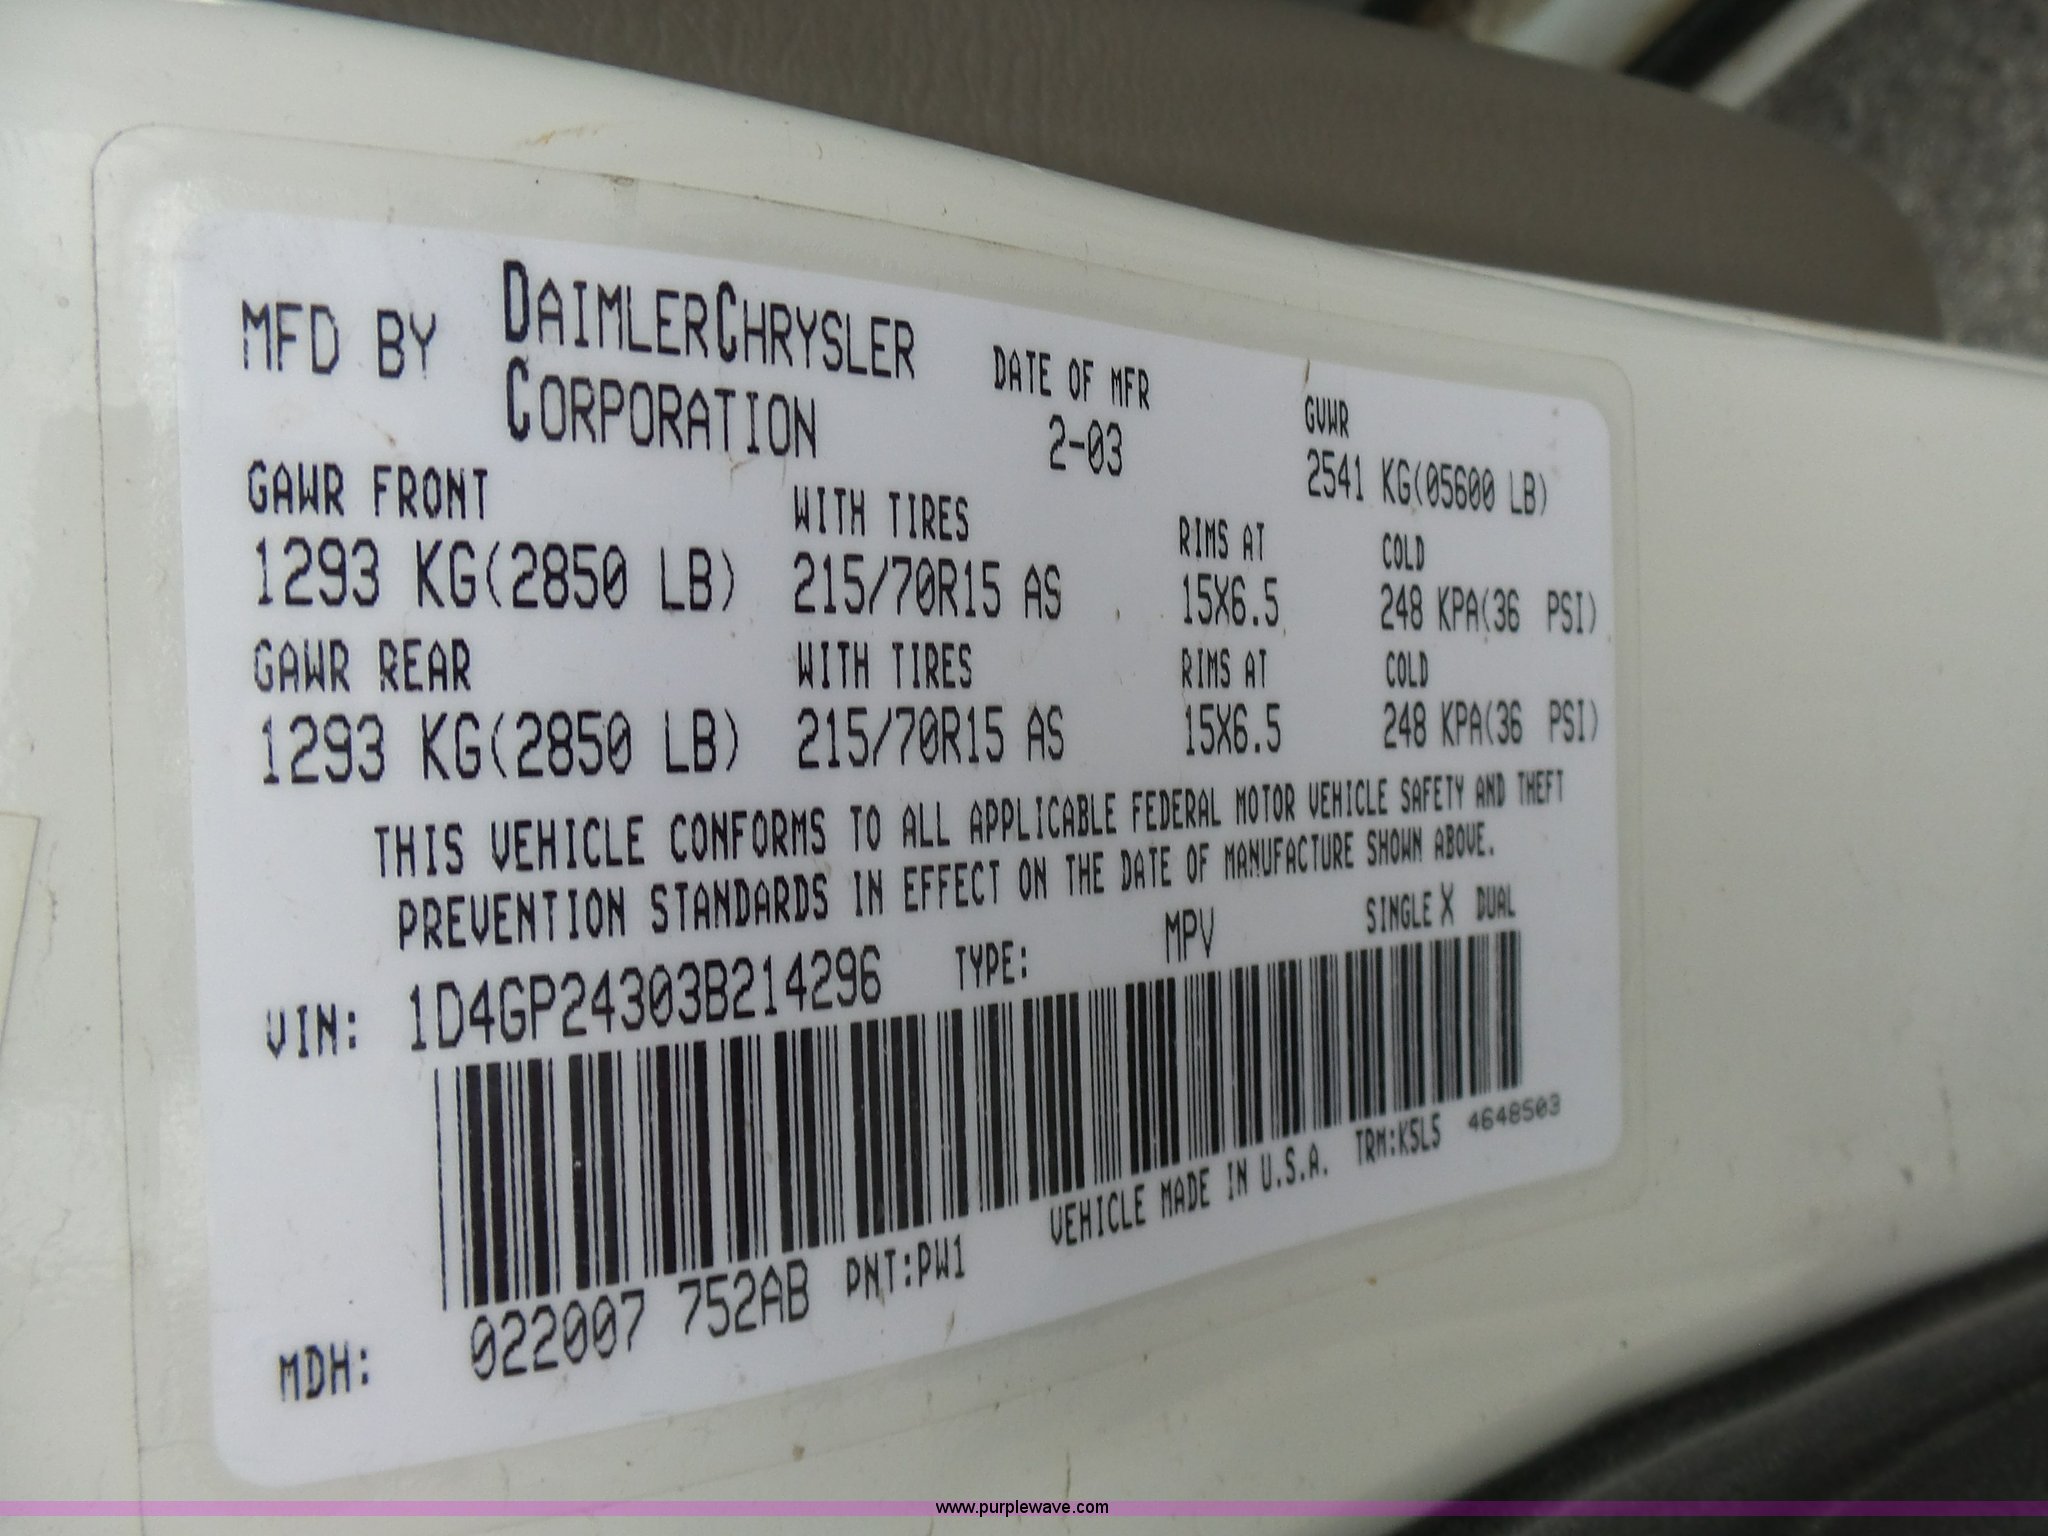 MFD BY DAIMLERCHRYSLER CORPORATION
DATE OF MFR
2-03
GVWR
2541 KG(05600 LB)
GAWR FRONT WITH TIRES RIMS AT COLD
1293 KG(2850 LB) 215/70R15 AS 15X6.5 248 KPA(36 PSI)
GAWR REAR WITH TIRES RIMS AT COLD
1293 KG(2850 LB) 215/70R15 AS 15X6.5 248 KPA(36 PSI)
THIS VEHICLE CONFORMS TO ALL APPLICABLE FEDERAL MOTOR VEHICLE SAFETY AND THEFT
PREVENTION STANDARDS IN EFFECT ON THE DATE OF MANUFACTURE SHOWN ABOVE.
VIN: 1D4GP24303B214296 TYPE: MPV SINGLE X DUAL
MDH: 022007 752AB PNT:PW1 VEHICLE MADE IN U.S.A. TRM:K5L5 4648503
www.purplewave.com